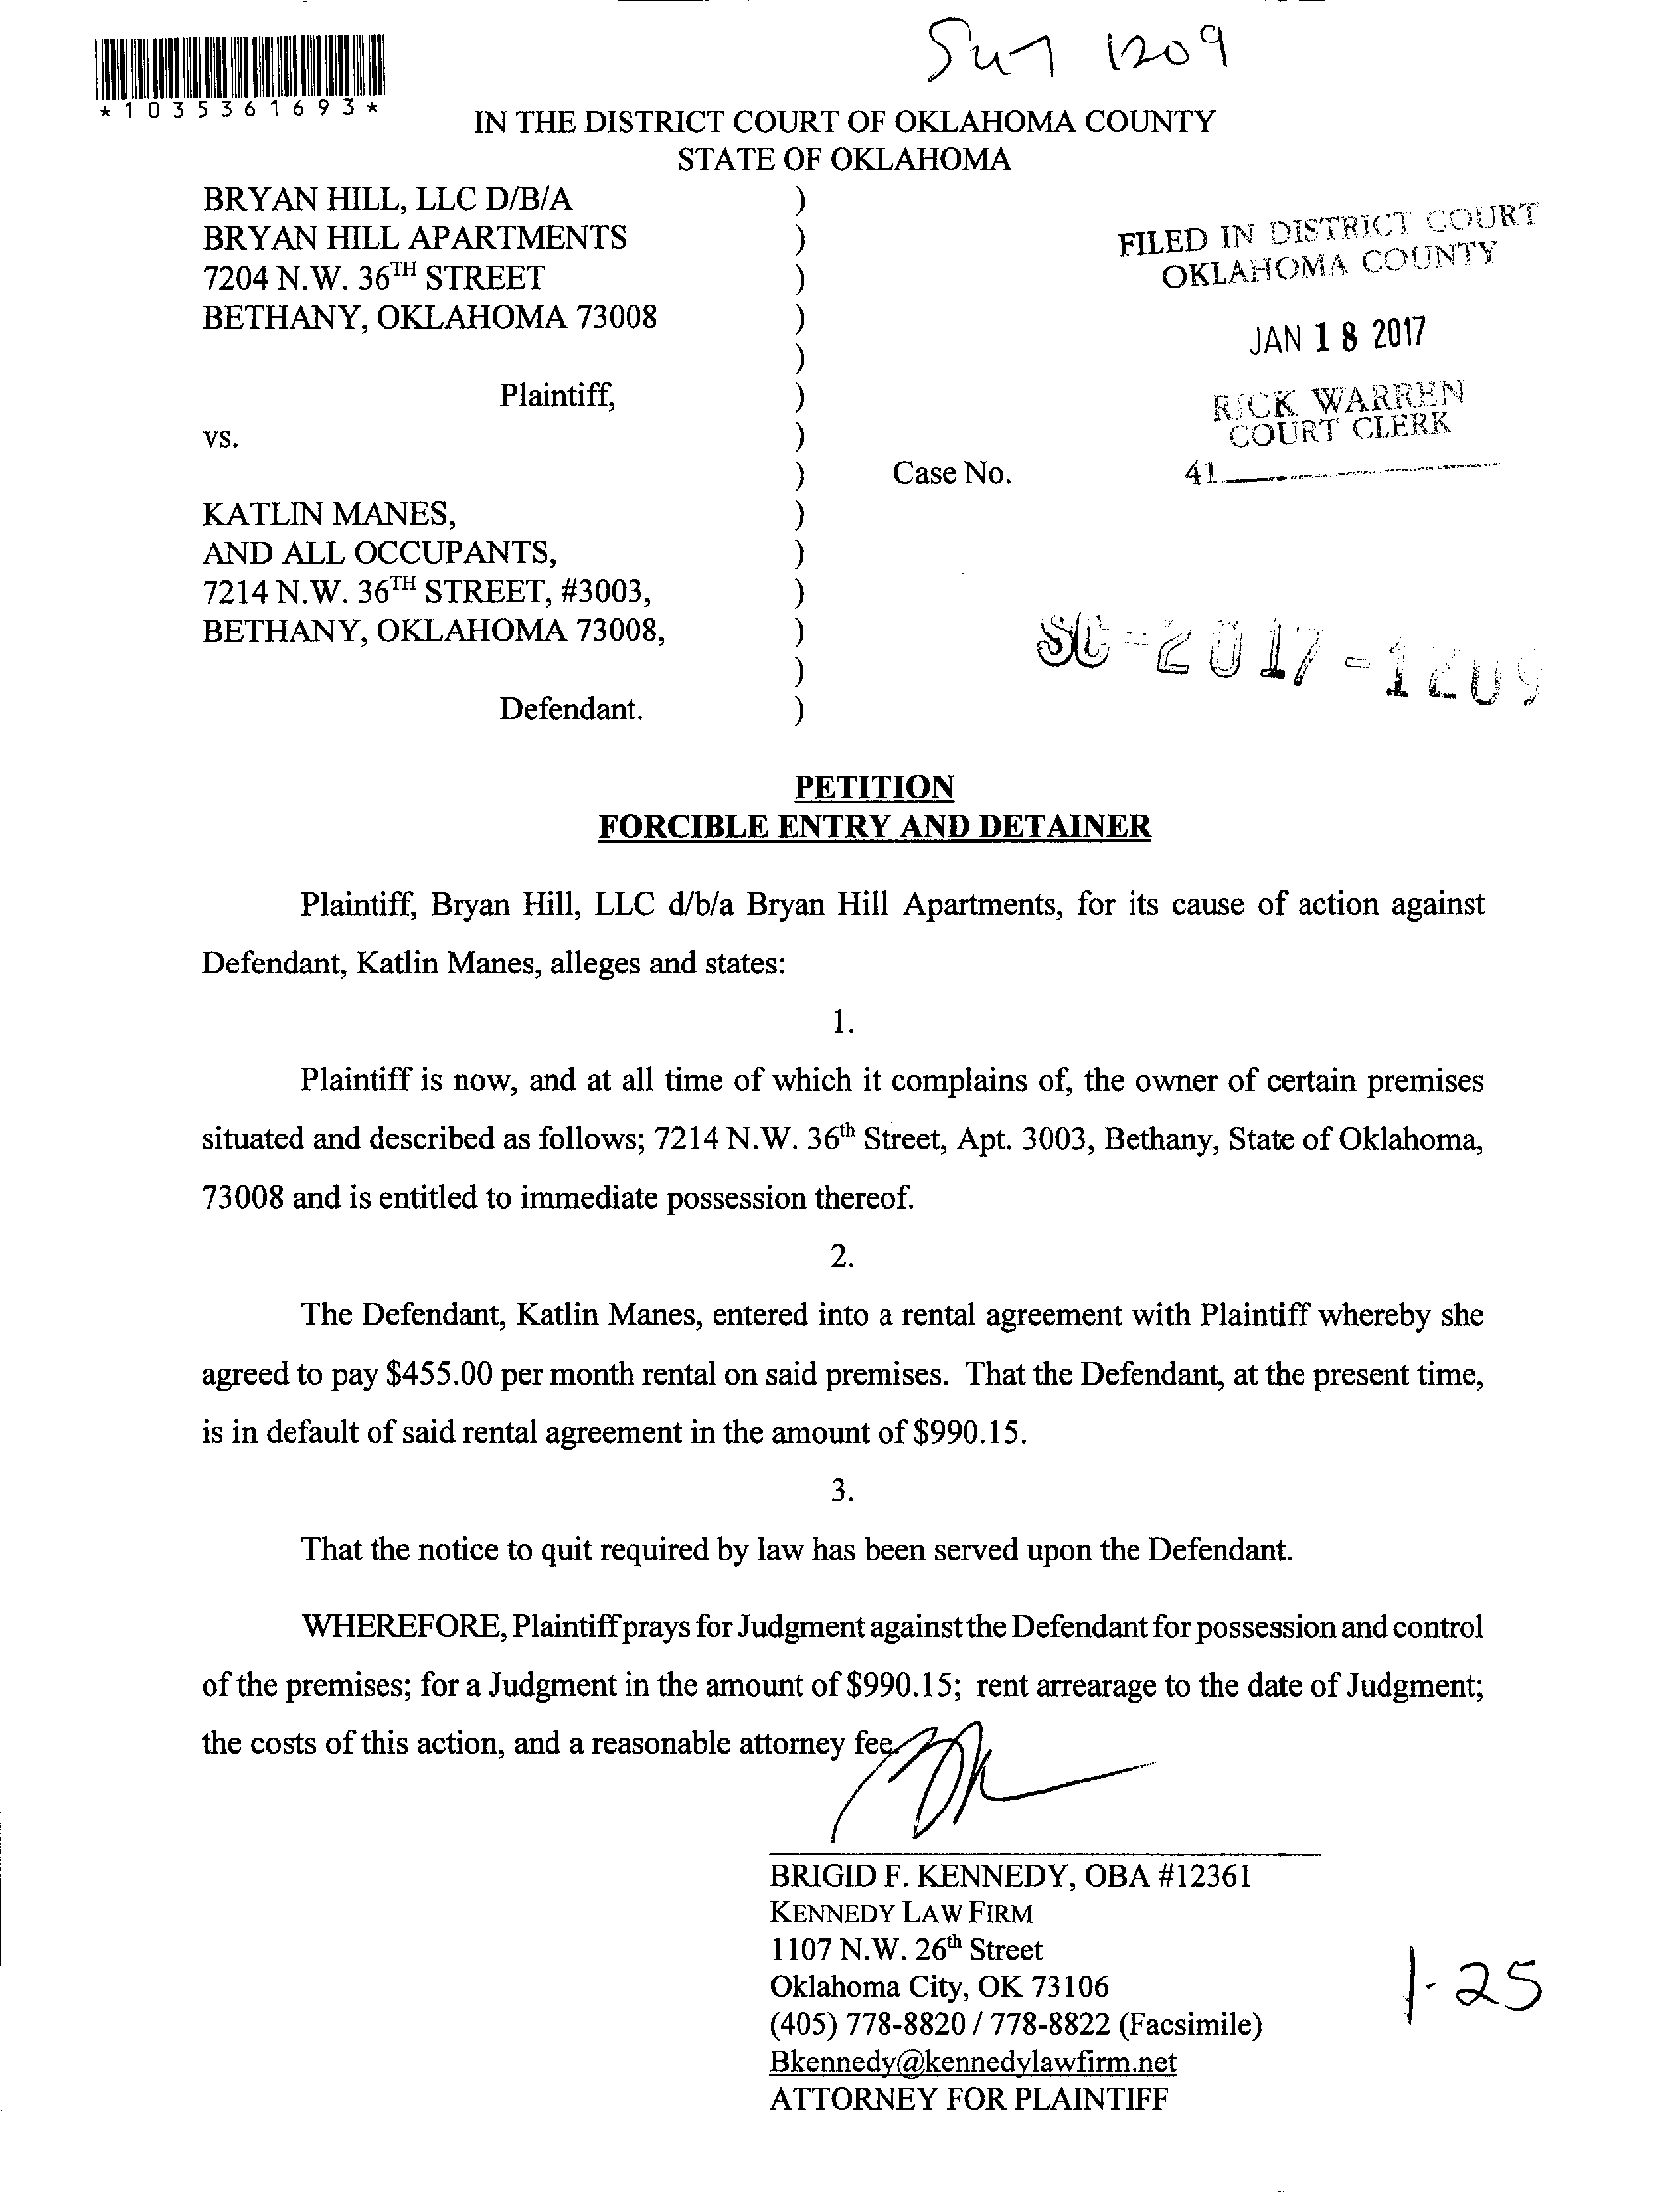 1209
*1035361693*
IN THE DISTRICT COURT OF OKLAHOMA COUNTY
STATE OF OKLAHOMA
BRYAN HILL, LLC D/B/A )
BRYAN HILL APARTMENTS )
7204 N.W. 36TH STREET )
BETHANY, OKLAHOMA 73008 )
)
Plaintiff, )
vs. )
) Case No.
KATLIN MANES, )
AND ALL OCCUPANTS, )
7214 N.W. 36TH STREET, #3003, )
BETHANY, OKLAHOMA 73008, )
)
Defendant. )
FILED IN DISTRICT COURT
OKLAHOMA COUNTY
JAN 18 2017
RICK WARREN
COURT CLERK
41
SC-2017-1209
PETITION
FORCIBLE ENTRY AND DETAINER
Plaintiff, Bryan Hill, LLC d/b/a Bryan Hill Apartments, for its cause of action against
Defendant, Katlin Manes, alleges and states:
1.
Plaintiff is now, and at all time of which it complains of, the owner of certain premises
situated and described as follows; 7214 N.W. 36th Street, Apt. 3003, Bethany, State of Oklahoma,
73008 and is entitled to immediate possession thereof.
2.
The Defendant, Katlin Manes, entered into a rental agreement with Plaintiff whereby she
agreed to pay $455.00 per month rental on said premises. That the Defendant, at the present time,
is in default of said rental agreement in the amount of $990.15.
3.
That the notice to quit required by law has been served upon the Defendant.
WHEREFORE, Plaintiff prays for Judgment against the Defendant for possession and control
of the premises; for a Judgment in the amount of $990.15; rent arrearage to the date of Judgment;
the costs of this action, and a reasonable attorney fee
BRIGID F. KENNEDY, OBA #12361
KENNEDY LAW FIRM
1107 N.W. 26th Street
Oklahoma City, OK 73106
(405) 778-8820 / 778-8822 (Facsimile)
Bkennedy@kennedylawfirm.net
ATTORNEY FOR PLAINTIFF
1-25